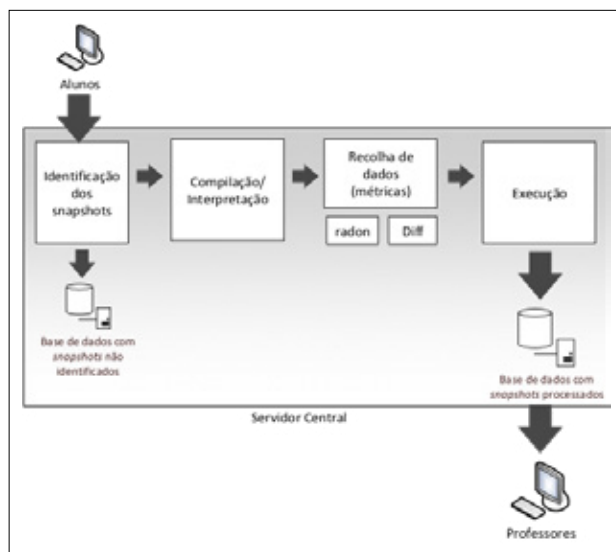 Alunos
Identificação
dos
snapshots
Compilação/
Interpretação
Recolha de
dados
(métricas)
radon
Diff
Execução
Base de dados com
snapshots não
identificados
Base de dados com
snapshots processados
Servidor Central
Professores